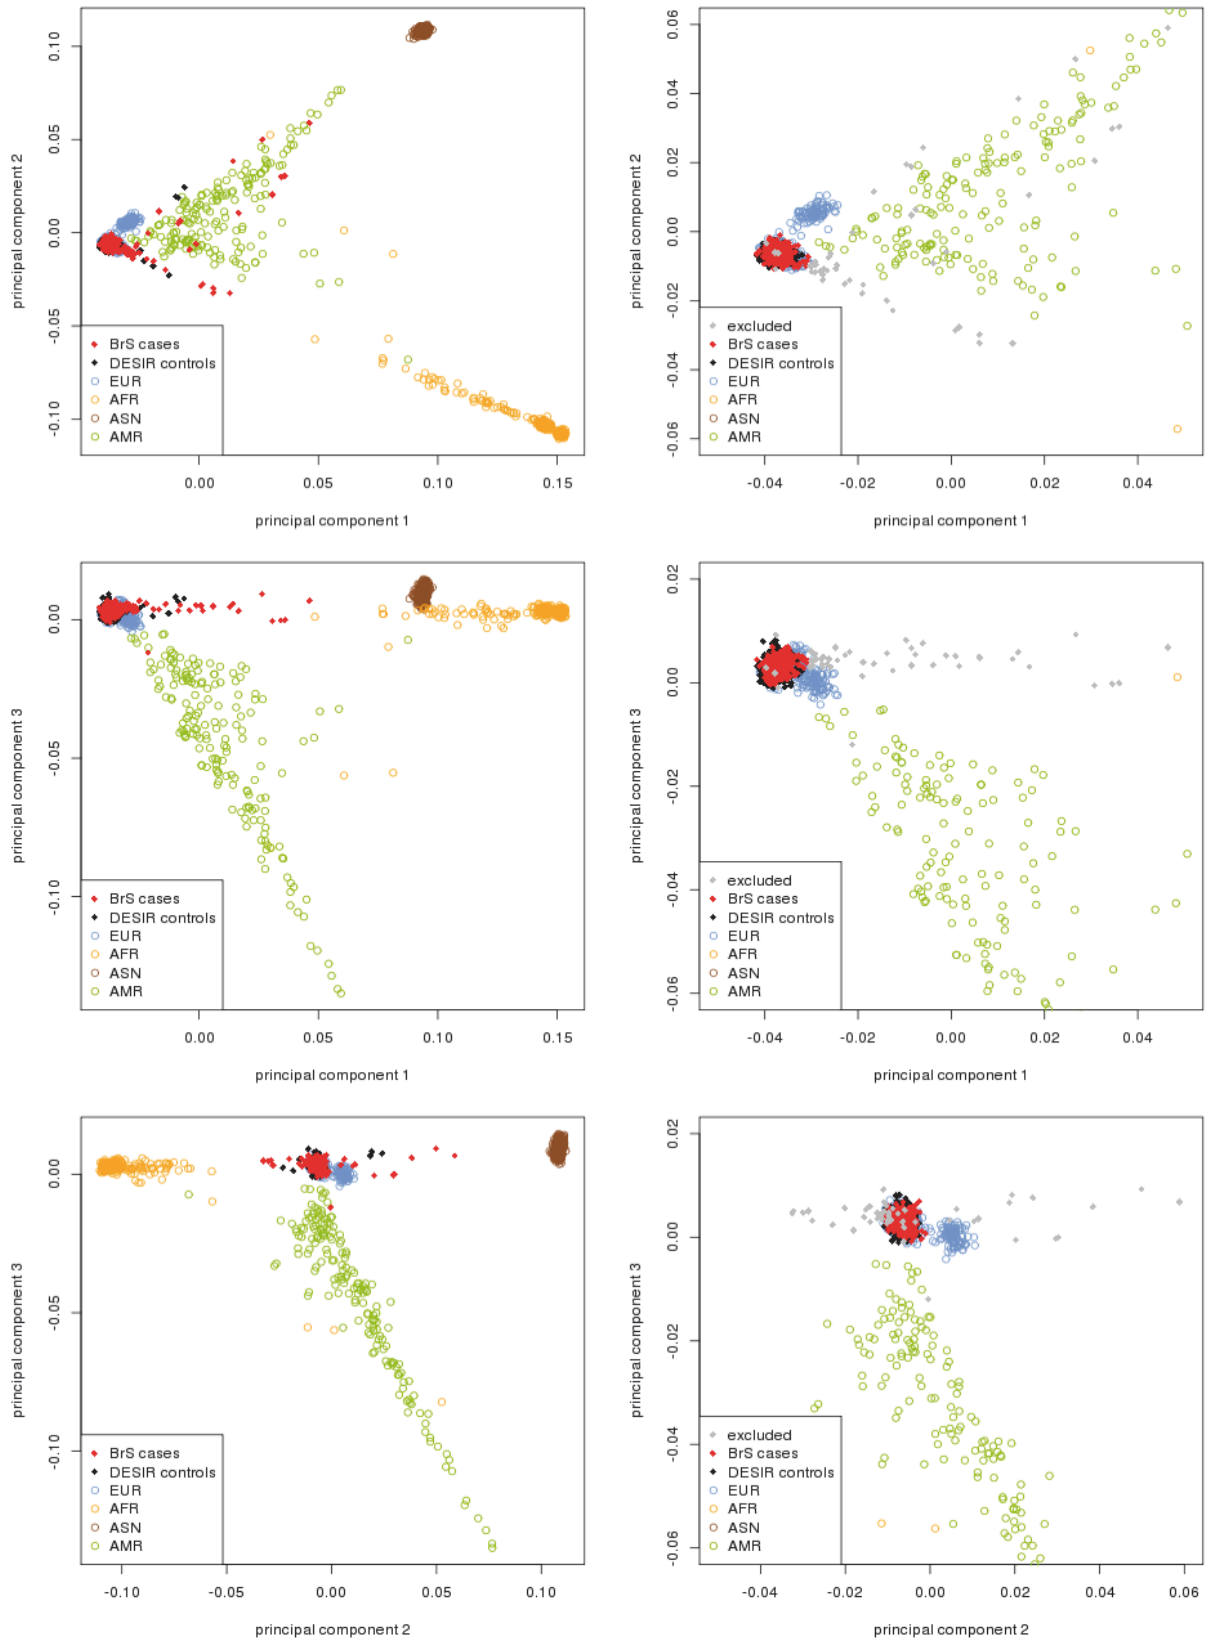 principal component 2
0.10
0.05
0.00
-0.05
-0.10
BrS cases
DESIR controls
EUR
AFR
ASN
AMR
0.00 0.05 0.10 0.15
principal component 1
principal component 2
0.06
0.04
0.02
0.00
-0.02
-0.04
-0.06
excluded
BrS cases
DESIR controls
EUR
AFR
ASN
AMR
-0.04 -0.02 0.00 0.02 0.04
principal component 1
principal component 3
0.00
-0.05
-0.10
BrS cases
DESIR controls
EUR
AFR
ASN
AMR
0.00 0.05 0.10 0.15
principal component 1
principal component 3
0.02
0.00
-0.02
-0.04
-0.06
excluded
BrS cases
DESIR controls
EUR
AFR
ASN
AMR
-0.04 -0.02 0.00 0.02 0.04
principal component 1
principal component 3
0.00
-0.05
-0.10
BrS cases
DESIR controls
EUR
AFR
ASN
AMR
-0.10 -0.05 0.00 0.05 0.10
principal component 2
principal component 3
0.02
0.00
-0.02
-0.04
-0.06
excluded
BrS cases
DESIR controls
EUR
AFR
ASN
AMR
-0.04 -0.02 0.00 0.02 0.04 0.06
principal component 2